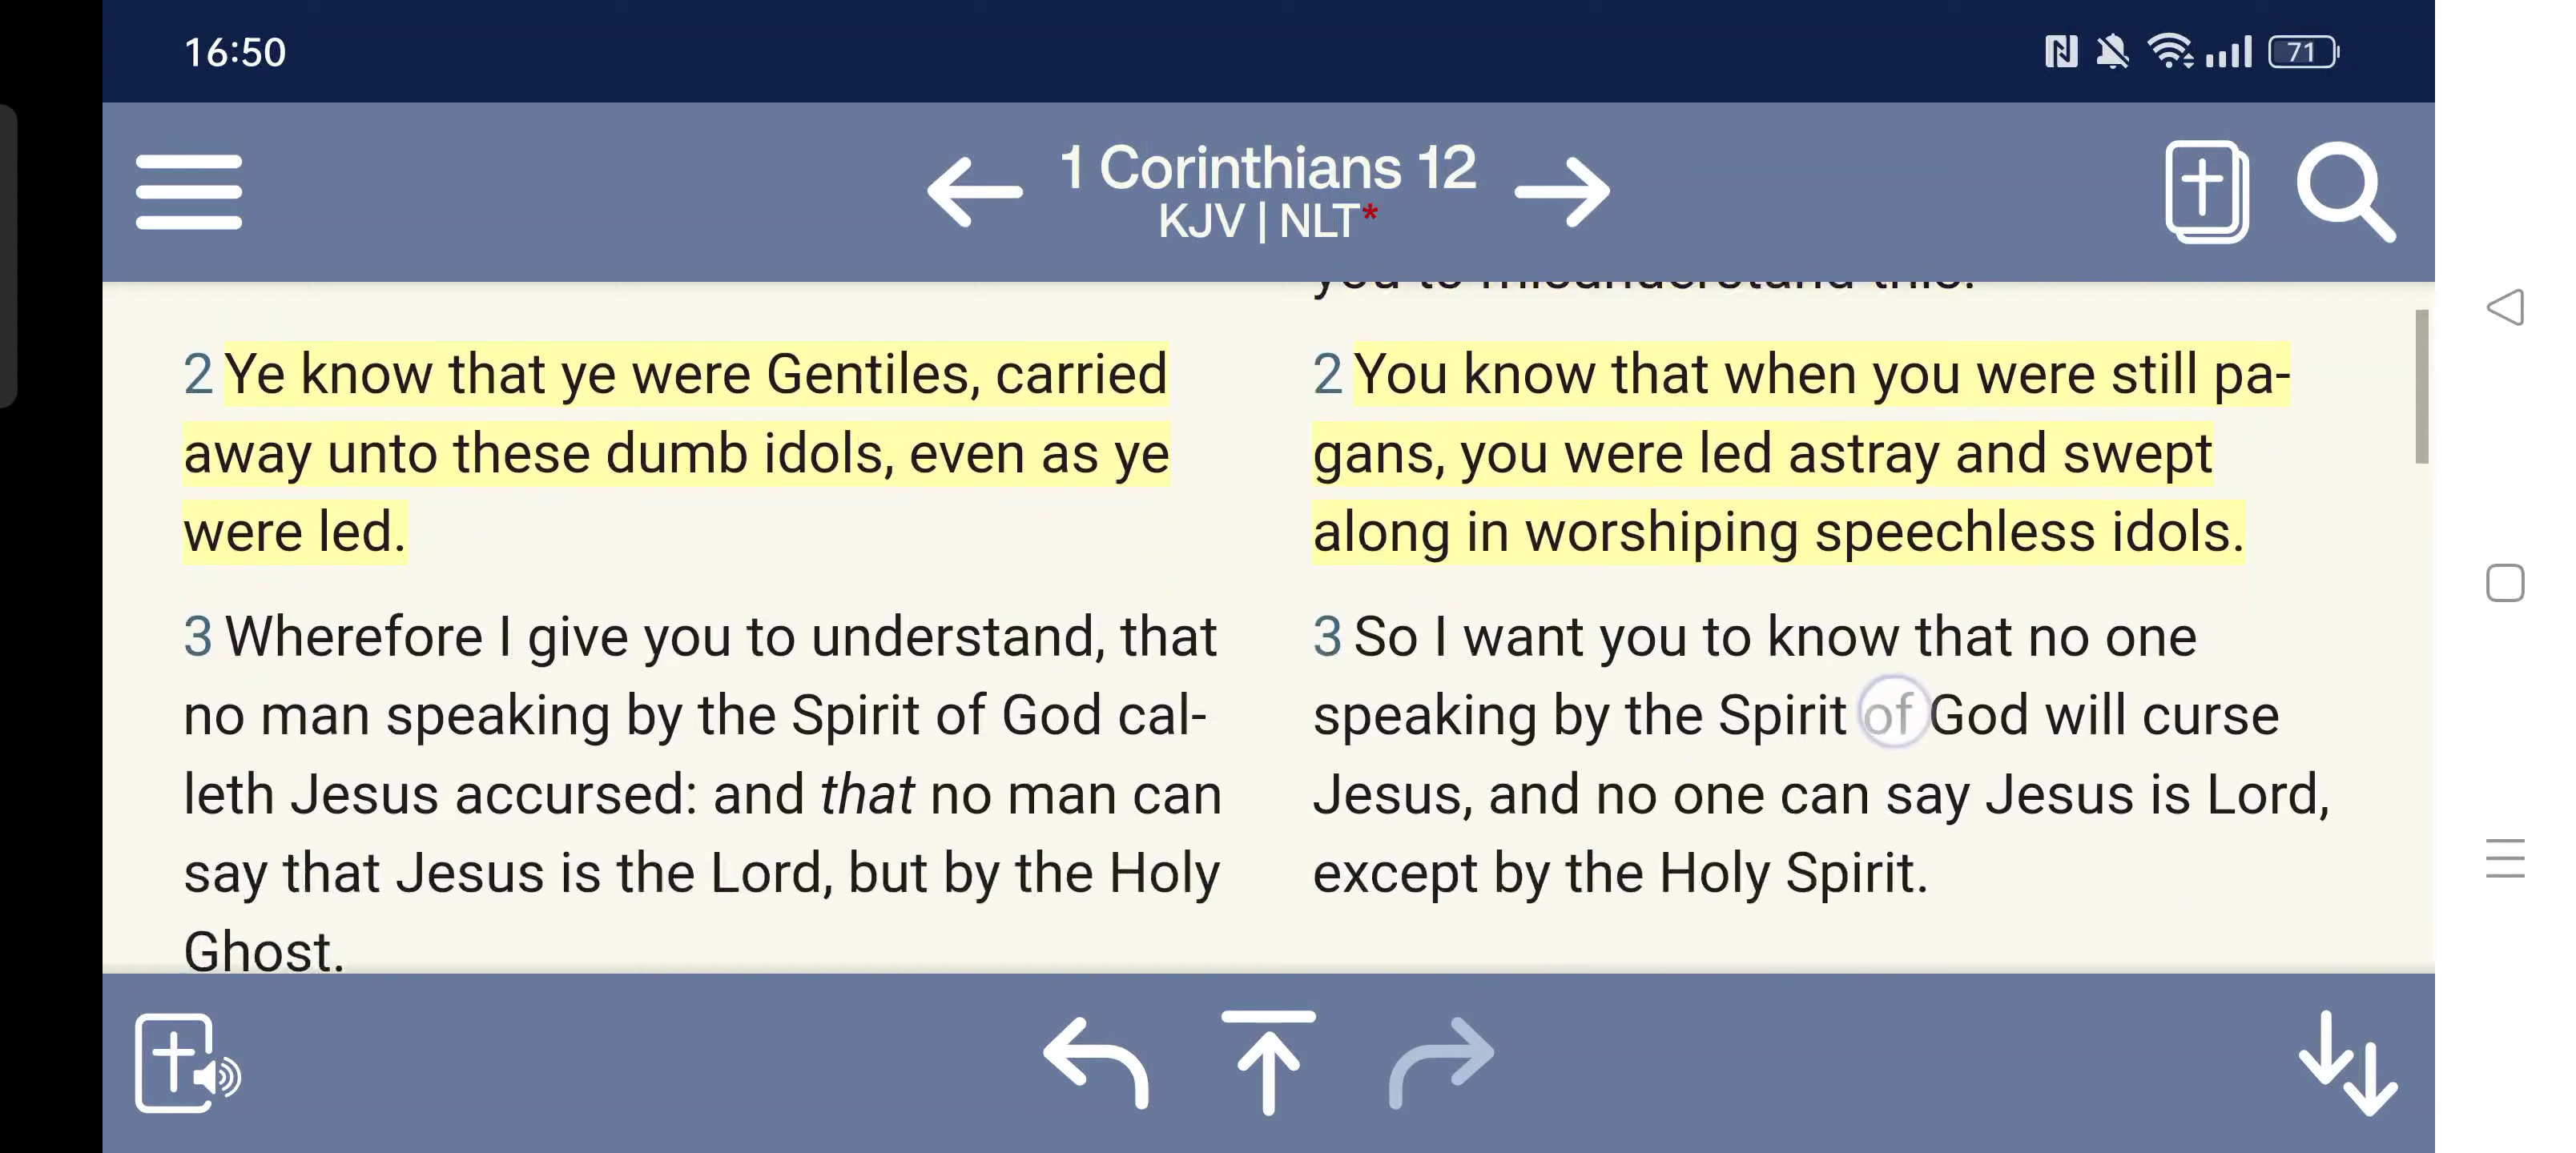 16:50
71
1 Corinthians 12
KJV | NLT*
you to misunderstand this.
2 Ye know that ye were Gentiles, carried
away unto these dumb idols, even as ye
were led.
3 Wherefore I give you to understand, that
no man speaking by the Spirit of God cal-
leth Jesus accursed: and that no man can
say that Jesus is the Lord, but by the Holy
Ghost.
2 You know that when you were still pa-
gans, you were led astray and swept
along in worshiping speechless idols.
3 So I want you to know that no one
speaking by the Spirit of God will curse
Jesus, and no one can say Jesus is Lord,
except by the Holy Spirit.